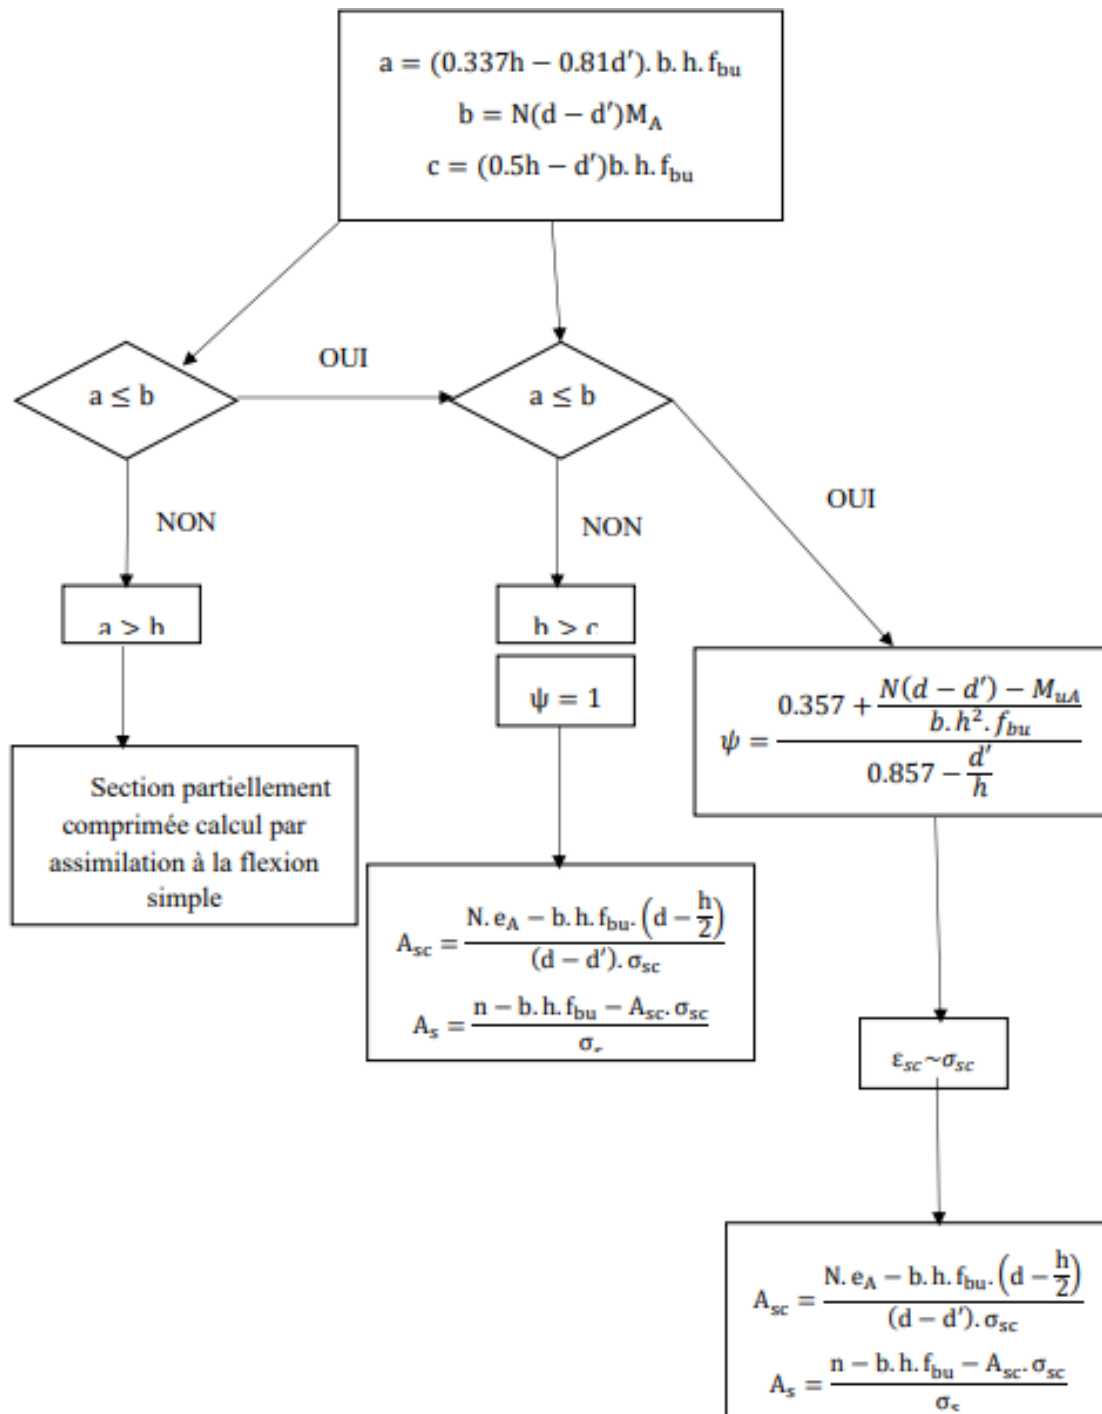 a = (0.337h − 0.81d′). b. h. f_bu
b = N(d − d′)M_A
c = (0.5h − d′)b. h. f_bu
OUI
a ≤ b
a ≤ b
OUI
NON
NON
a > b
b > c
ψ = 1
ψ = (0.357 + (N(d − d′) − M_uA)/(b. h². f_bu))/(0.857 − d′/h)
Section partiellement
comprimée calcul par
assimilation à la flexion
simple
A_sc = (N. e_A − b. h. f_bu. (d − h/2))/((d − d′). σ_sc)
A_s = (n − b. h. f_bu − A_sc. σ_sc)/σ_s
ε_sc~σ_sc
A_sc = (N. e_A − b. h. f_bu. (d − h/2))/((d − d′). σ_sc)
A_s = (n − b. h. f_bu − A_sc. σ_sc)/σ_s